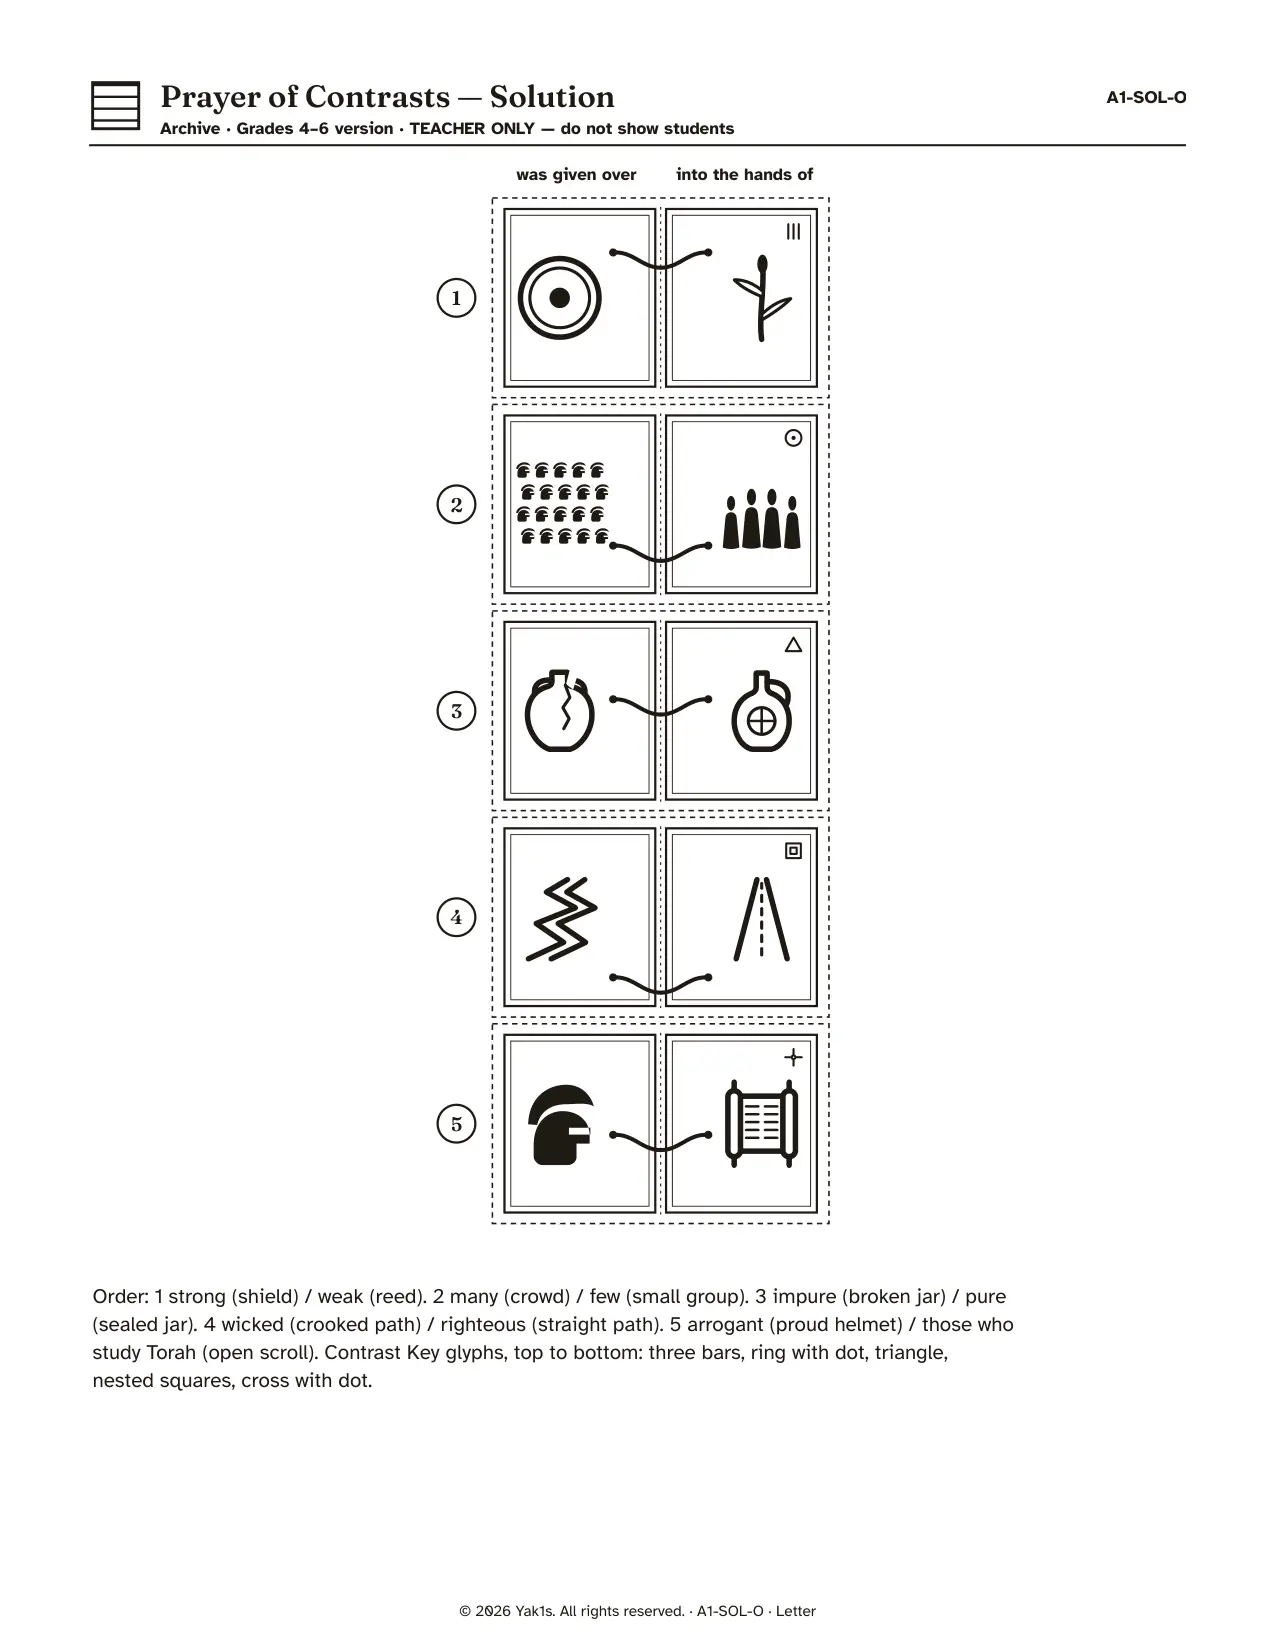 Prayer of Contrasts — Solution
A1-SOL-O
Archive · Grades 4–6 version · TEACHER ONLY — do not show students
was given over into the hands of
1
2
3
4
5
Order: 1 strong (shield) / weak (reed). 2 many (crowd) / few (small group). 3 impure (broken jar) / pure
(sealed jar). 4 wicked (crooked path) / righteous (straight path). 5 arrogant (proud helmet) / those who
study Torah (open scroll). Contrast Key glyphs, top to bottom: three bars, ring with dot, triangle,
nested squares, cross with dot.
© 2026 Yak1s. All rights reserved. · A1-SOL-O · Letter